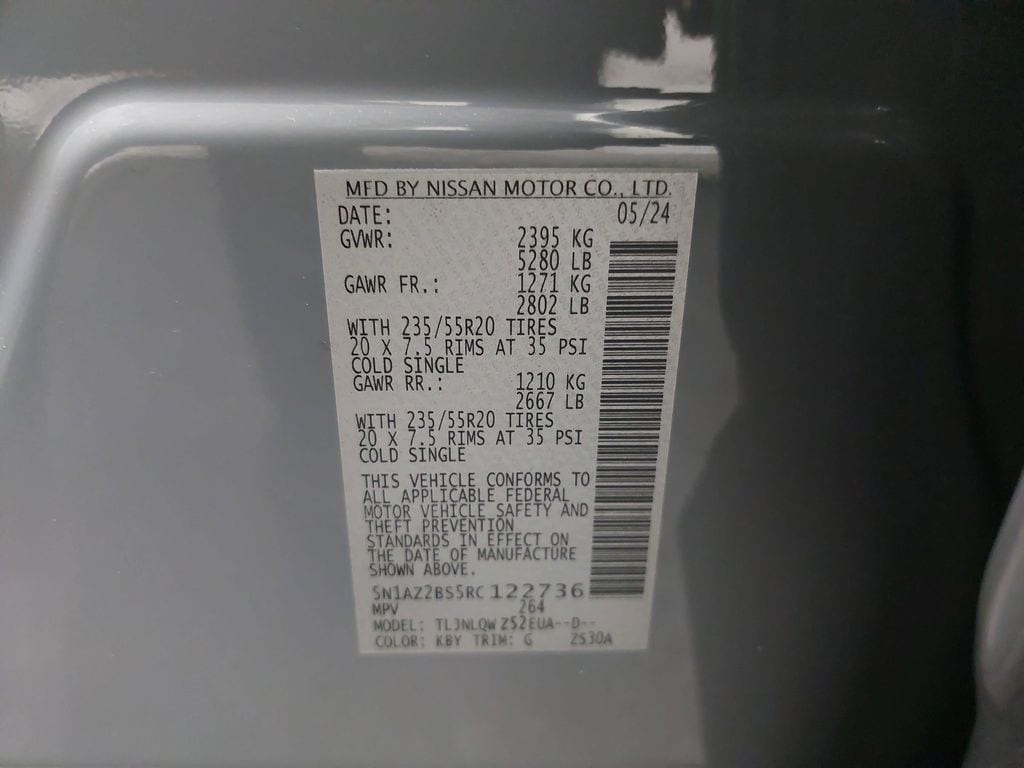 MFD BY NISSAN MOTOR CO., LTD.
DATE: 05/24
GVWR: 2395 KG
5280 LB
GAWR FR.: 1271 KG
2802 LB
WITH 235/55R20 TIRES
20 X 7.5 RIMS AT 35 PSI
COLD SINGLE
GAWR RR.: 1210 KG
2667 LB
WITH 235/55R20 TIRES
20 X 7.5 RIMS AT 35 PSI
COLD SINGLE
THIS VEHICLE CONFORMS TO
ALL APPLICABLE FEDERAL
MOTOR VEHICLE SAFETY AND
THEFT PREVENTION
STANDARDS IN EFFECT ON
THE DATE OF MANUFACTURE
SHOWN ABOVE.
5N1AZ2BS5RC122736
MPV 264
MODEL: TL3NLQW Z52EUA--D--
COLOR: KBY TRIM: G 2530A